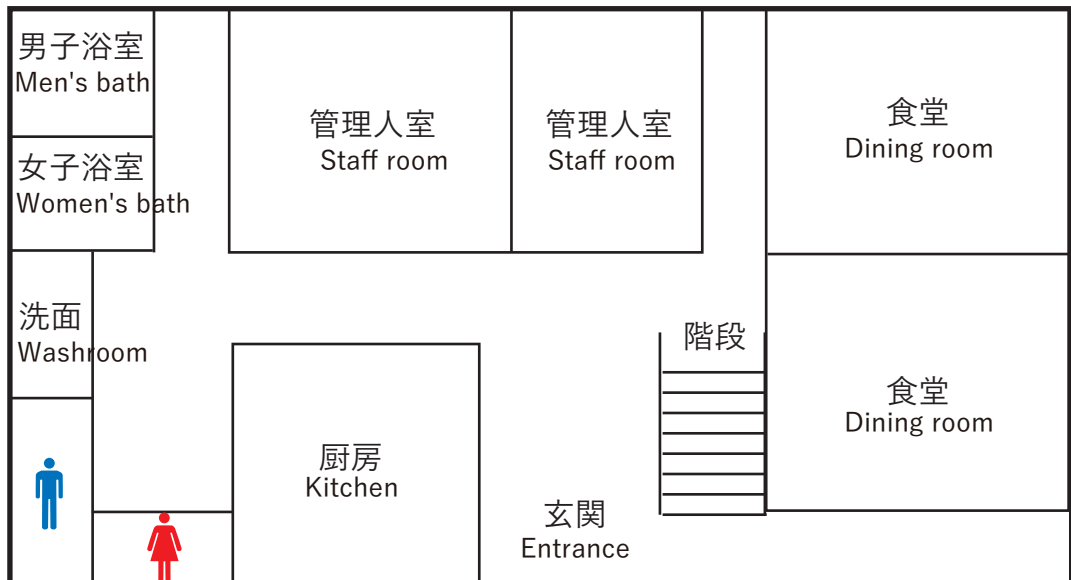 男子浴室
Men's bath
女子浴室
Women's bath
洗面
Washroom
管理人室
Staff room
管理人室
Staff room
食堂
Dining room
階段
食堂
Dining room
厨房
Kitchen
玄関
Entrance